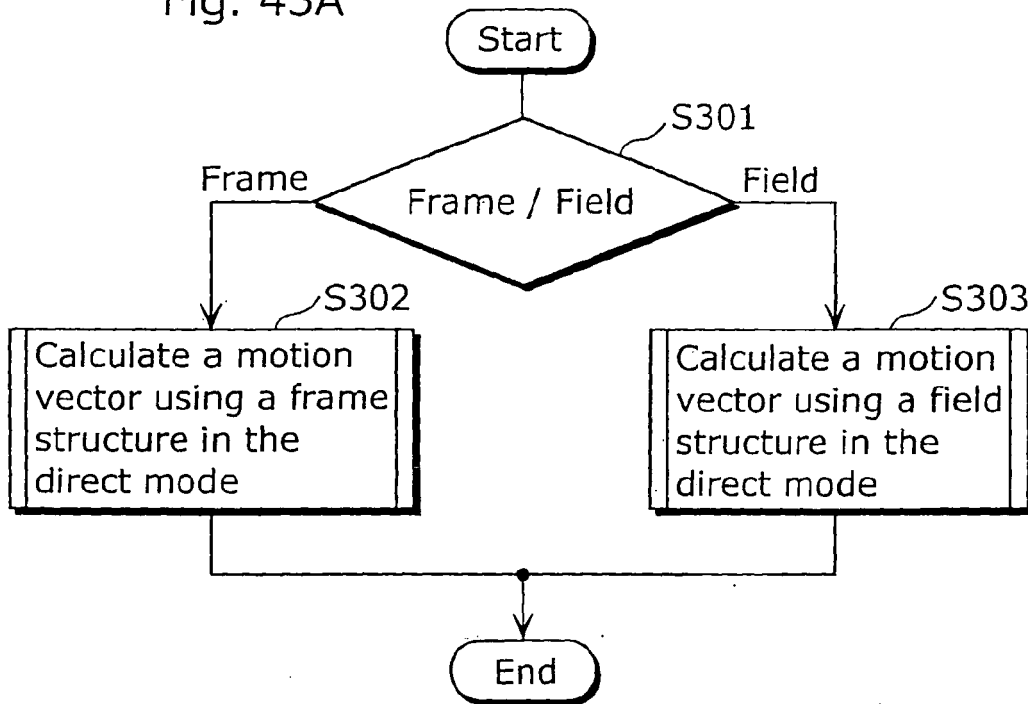 Fig. 43A
Start
S301
Frame
Frame / Field
Field
S302
S303
Calculate a motion
vector using a frame
structure in the
direct mode
Calculate a motion
vector using a field
structure in the
direct mode
End